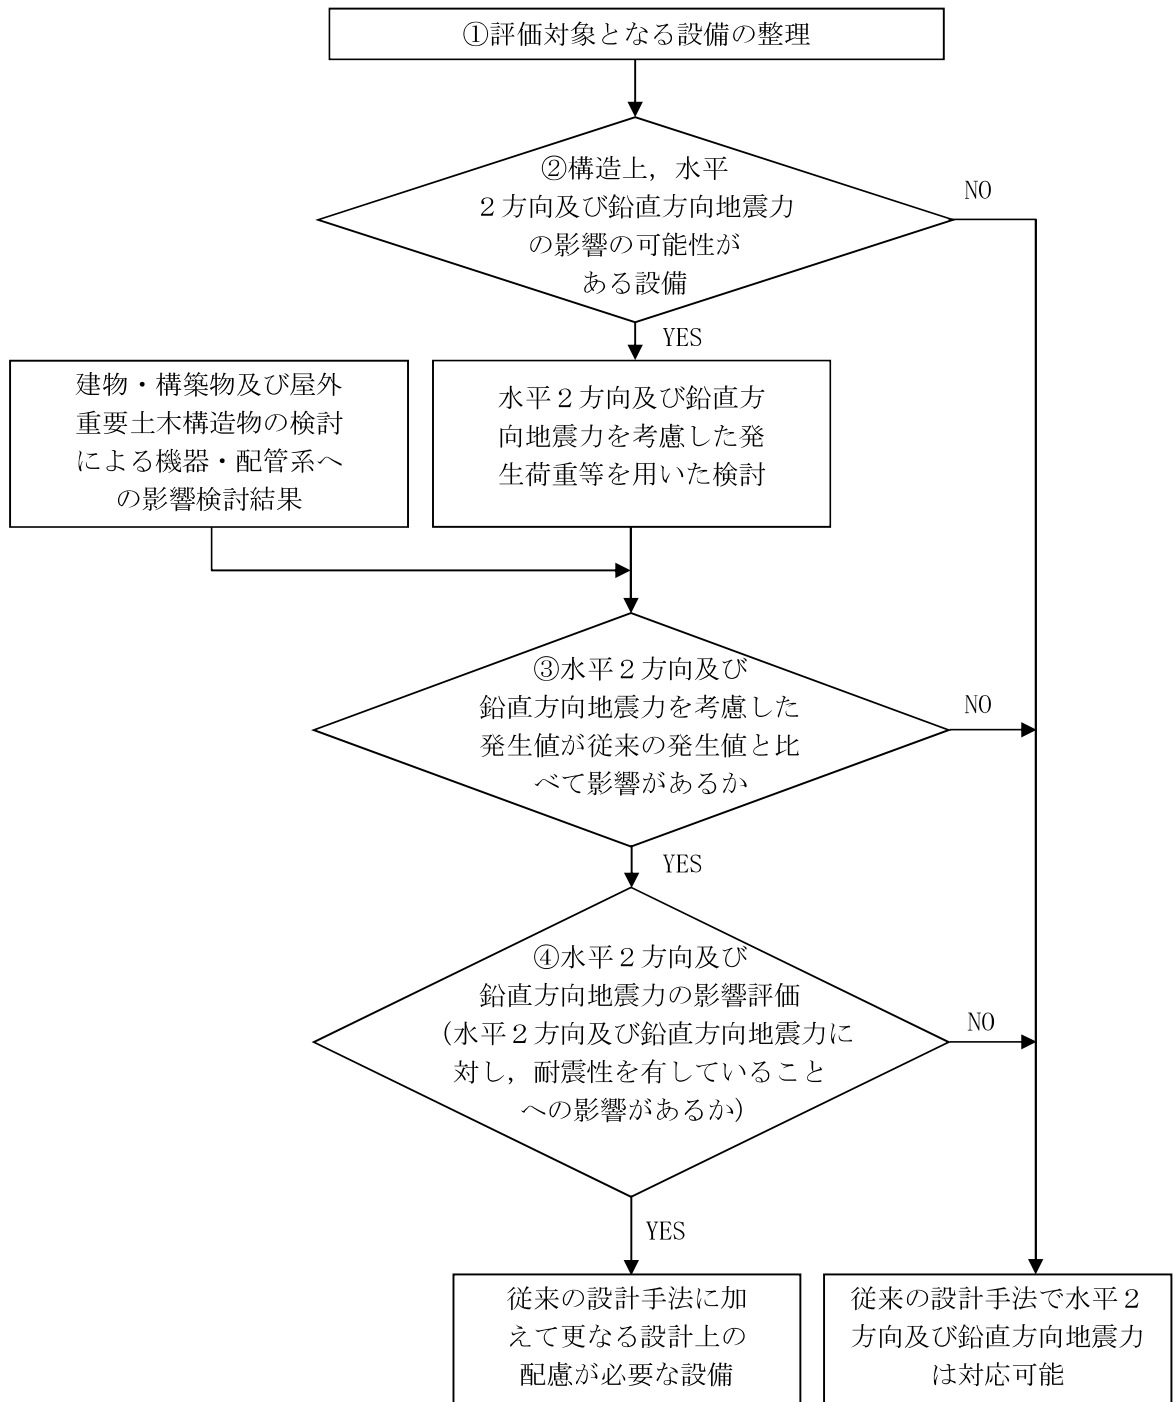 ①評価対象となる設備の整理
②構造上，水平
２方向及び鉛直方向地震力
の影響の可能性が
ある設備
NO
YES
建物・構築物及び屋外
重要土木構造物の検討
による機器・配管系へ
の影響検討結果
水平２方向及び鉛直方
向地震力を考慮した発
生荷重等を用いた検討
③水平２方向及び
鉛直方向地震力を考慮した
発生値が従来の発生値と比
べて影響があるか
NO
YES
④水平２方向及び
鉛直方向地震力の影響評価
（水平２方向及び鉛直方向地震力に
対し，耐震性を有していること
への影響があるか）
NO
YES
従来の設計手法に加
えて更なる設計上の
配慮が必要な設備
従来の設計手法で水平２
方向及び鉛直方向地震力
は対応可能